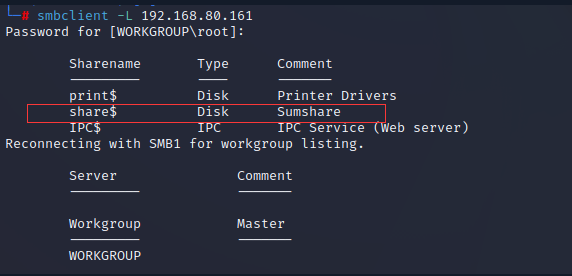 └─# smbclient -L 192.168.80.161
Password for [WORKGROUP\root]:
Sharename Type Comment
--------- ---- -------
print$ Disk Printer Drivers
share$ Disk Sumshare
IPC$ IPC IPC Service (Web server)
Reconnecting with SMB1 for workgroup listing.
Server Comment
--------- -------
Workgroup Master
--------- -------
WORKGROUP